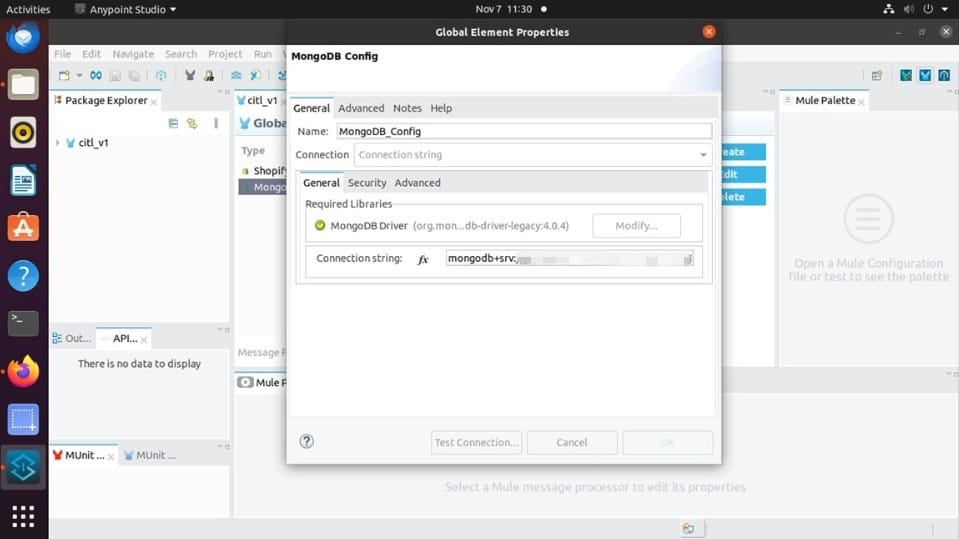 Activities
Anypoint Studio
Nov 7 11:30
Global Element Properties
File Edit Navigate Search Project Run
MongoDB Config
Package Explorer
citl_v1
Mule Palette
General Advanced Notes Help
Globa
Name: MongoDB_Config
citl_v1
Type
Connection Connection string
eate
Shopify
Edit
Mongo
elete
General Security Advanced
Required Libraries
MongoDB Driver (org.mon...db-driver-legacy:4.0.4) Modify...
Connection string: fx mongodb+srv:
Open a Mule Configuration
file or test to see the palette
Out... API...
There is no data to display
Message F
Mule P
Test Connection... Cancel OK
MUnit ... MUnit ...
Select a Mule message processor to edit its properties